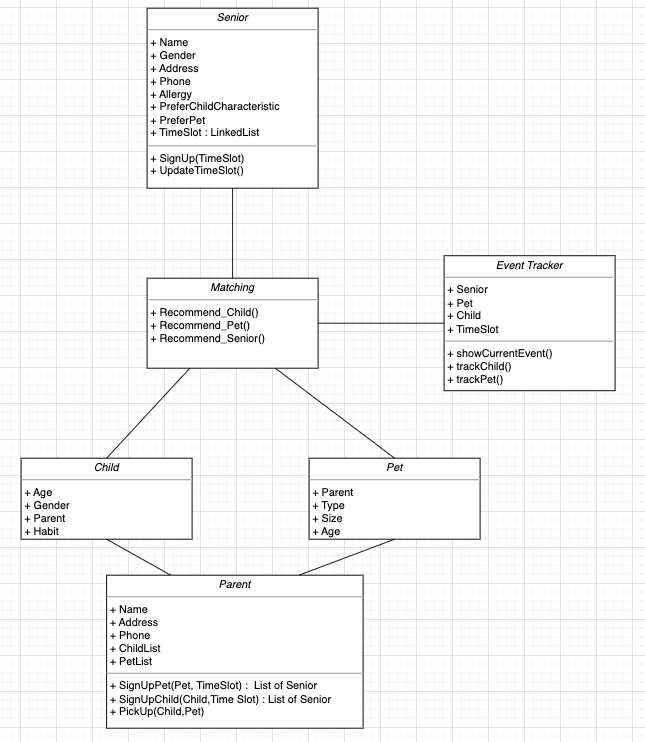 Senior
+ Name
+ Gender
+ Address
+ Phone
+ Allergy
+ PreferChildCharacteristic
+ PreferPet
+ TimeSlot : LinkedList
+ SignUp(TimeSlot)
+ UpdateTimeSlot()
Matching
+ Recommend_Child()
+ Recommend_Pet()
+ Recommend_Senior()
Event Tracker
+ Senior
+ Pet
+ Child
+ TimeSlot
+ showCurrentEvent()
+ trackChild()
+ trackPet()
Child
+ Age
+ Gender
+ Parent
+ Habit
Pet
+ Parent
+ Type
+ Size
+ Age
Parent
+ Name
+ Address
+ Phone
+ ChildList
+ PetList
+ SignUpPet(Pet, TimeSlot) : List of Senior
+ SignUpChild(Child,Time Slot) : List of Senior
+ PickUp(Child,Pet)